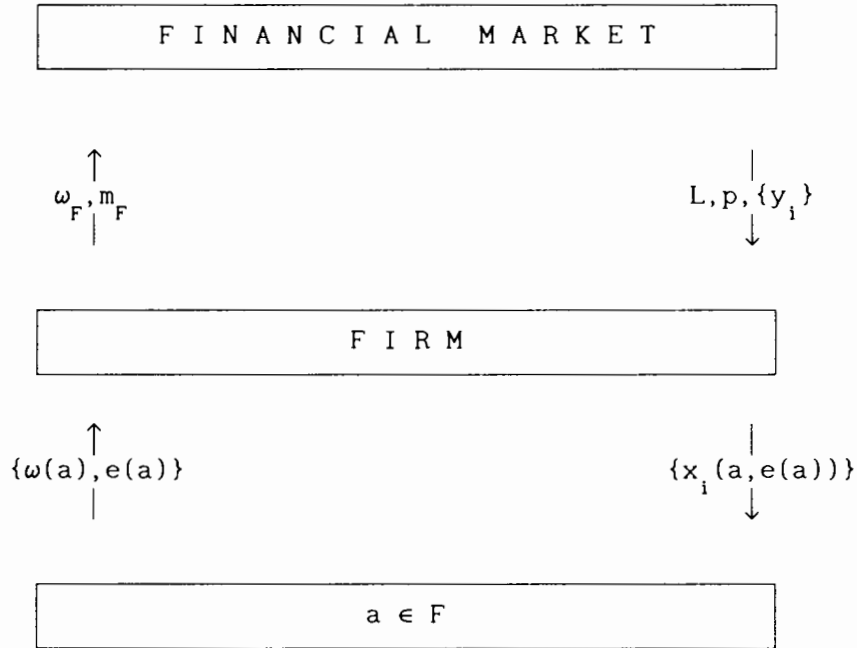 FINANCIAL MARKET
ω_F, m_F L, p, {y_i}
FIRM
{ω(a), e(a)} {x_i(a, e(a))}
a ∈ F